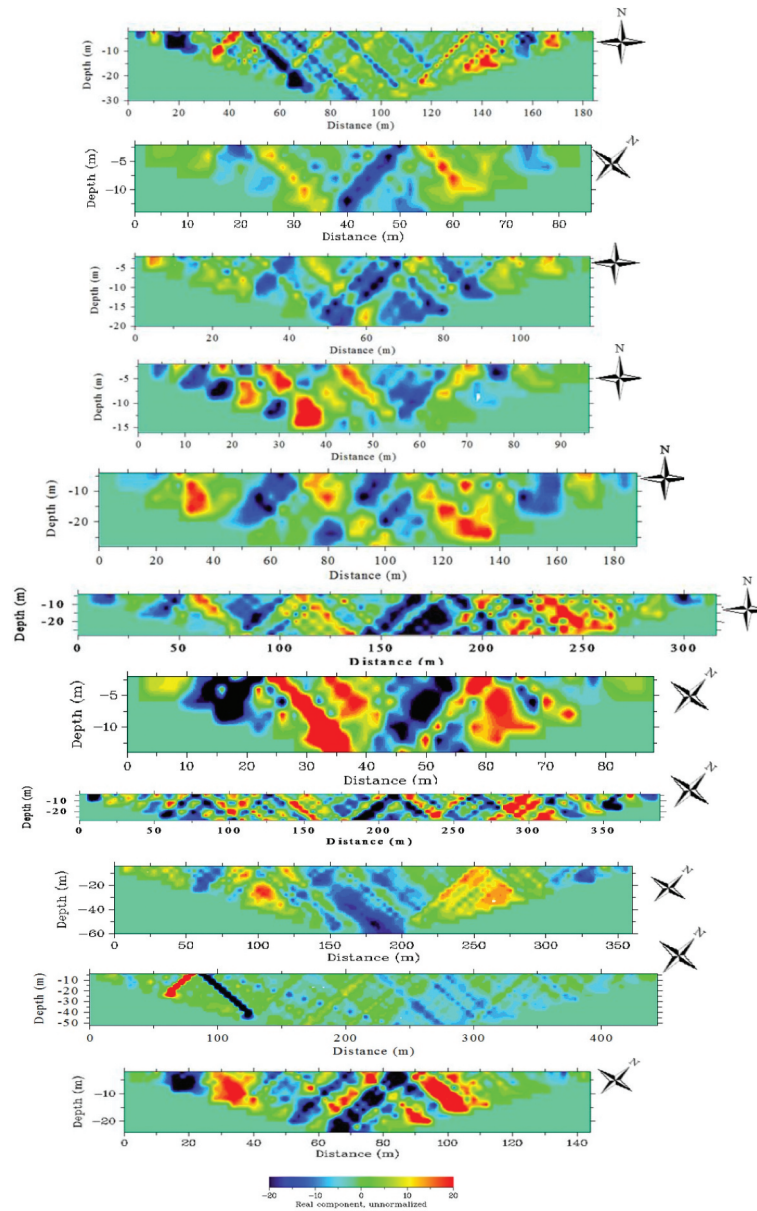 N
Depth (m)
-10
-20
-30
0 20 40 60 80 100 120 140 160 180
Distance (m)
N
Depth (m)
-5
-10
0 10 20 30 40 50 60 70 80
Distance (m)
N
Depth (m)
-5
-10
-15
-20
0 20 40 60 80 100
Distance (m)
N
Depth (m)
-5
-10
-15
0 10 20 30 40 50 60 70 80 90
Distance (m)
N
Depth (m)
-10
-20
0 20 40 60 80 100 120 140 160 180
Distance (m)
N
Depth (m)
-10
-20
0 50 100 150 200 250 300
Distance (m)
N
Depth (m)
-5
-10
0 10 20 30 40 50 60 70 80
Distance (m)
N
Depth (m)
-10
-20
0 50 100 150 200 250 300 350
Distance (m)
N
Depth (m)
-20
-40
-60
0 50 100 150 200 250 300 350
Distance (m)
N
Depth (m)
-10
-20
-30
-40
-50
0 100 200 300 400
Distance (m)
N
Depth (m)
-10
-20
0 20 40 60 80 100 120 140
Distance (m)
-20 -10 0 10 20
Real component, unnormalized